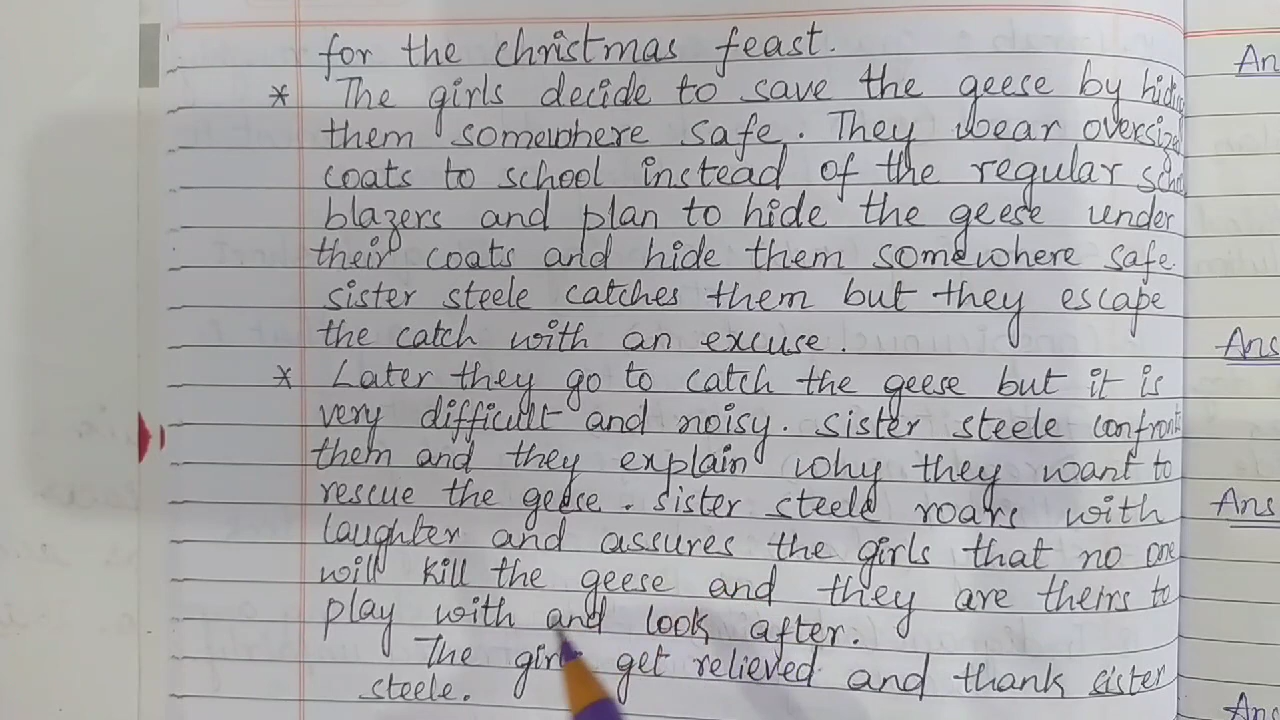 for the christmas feast.
* The girls decide to save the geese by hiding
them somewhere safe. They wear oversized
coats to school instead of the regular
blazers and plan to hide the geese under
their coats and hide them somewhere safe.
sister steele catches them but they escape
the catch with an excuse.
* Later they go to catch the geese but it is
very difficult and noisy. sister steele confront
them and they explain why they want to
rescue the geese. sister steele roars with
laughter and assures the girls that no one
will kill the geese and they are theirs to
play with and look after.
The girls get relieved and thank sister
steele.
An
Ans
Ans
Ans